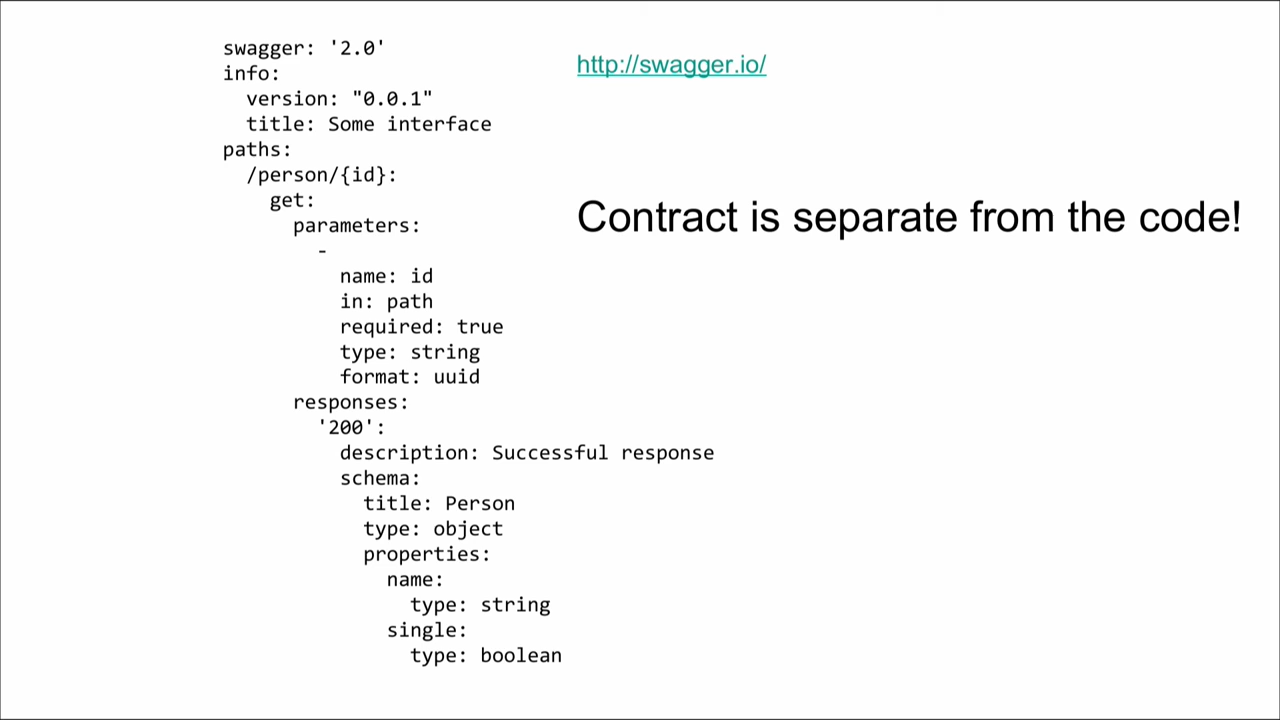 swagger: '2.0'
info:
  version: "0.0.1"
  title: Some interface
paths:
  /person/{id}:
    get:
      parameters:
        -
          name: id
          in: path
          required: true
          type: string
          format: uuid
      responses:
        '200':
          description: Successful response
          schema:
            title: Person
            type: object
            properties:
              name:
                type: string
              single:
                type: boolean
http://swagger.io/
Contract is separate from the code!